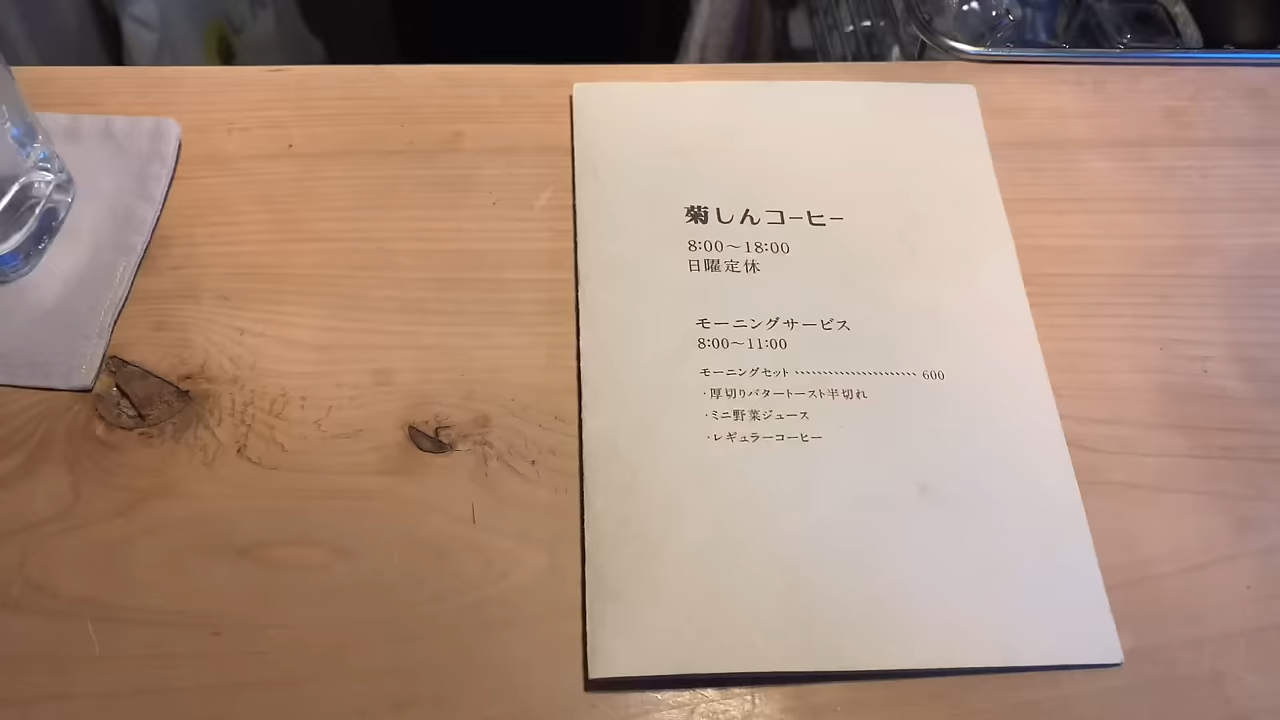 菊しんコーヒー
8:00〜18:00
日曜定休
モーニングサービス
8:00〜11:00
モーニングセット ······················ 600
·厚切りバタートースト半切れ
·ミニ野菜ジュース
·レギュラーコーヒー